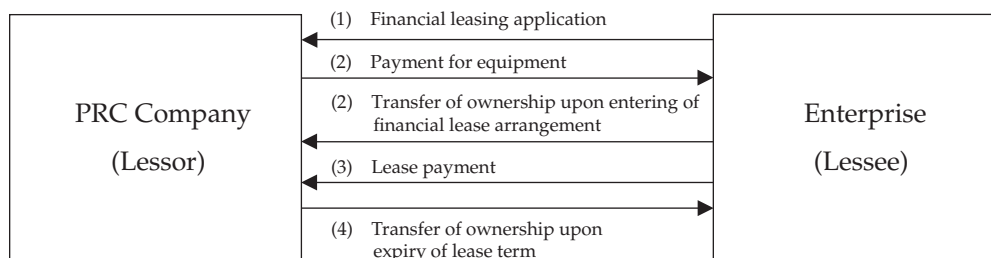 (1) Financial leasing application
(2) Payment for equipment
PRC Company
(Lessor)
(2) Transfer of ownership upon entering of
financial lease arrangement
Enterprise
(Lessee)
(3) Lease payment
(4) Transfer of ownership upon
expiry of lease term